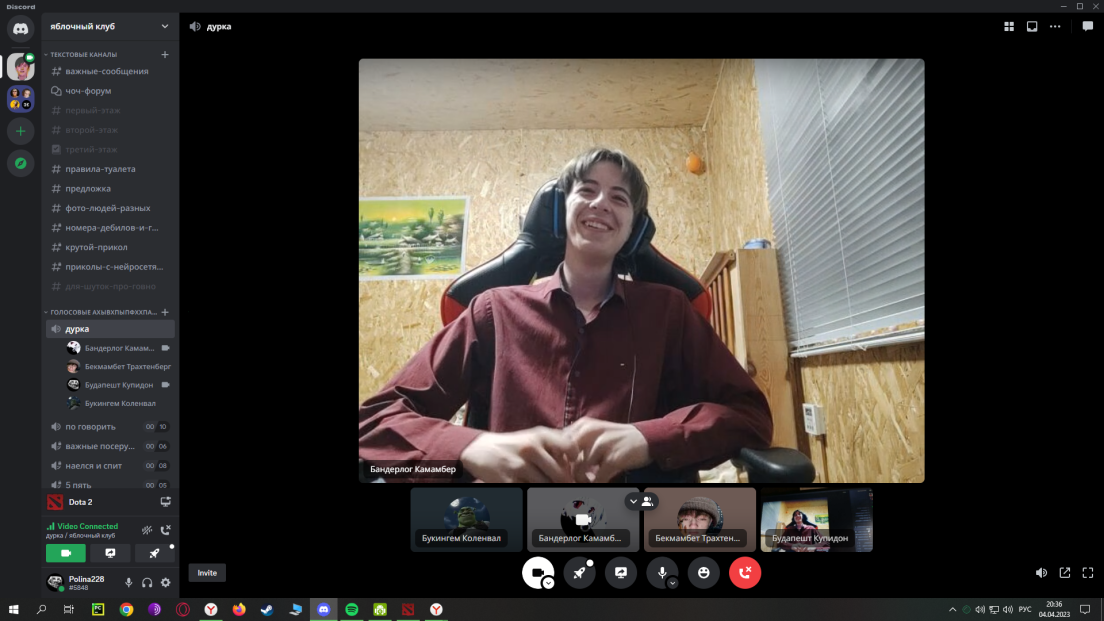 Discord
яблочный клуб
дурка
ТЕКСТОВЫЕ КАНАЛЫ
важные-сообщения
чоч-форум
первый-этаж
второй-этаж
третий-этаж
правила-туалета
предложка
фото-людей-разных
номера-дебилов-и-г...
крутой-прикол
приколы-с-нейросетя...
для-шуток-про-говно
ГОЛОСОВЫЕ АХЫВХПЫПФХХПА...
дурка
Бандерлог Камам...
Бекмамбет Трахтенберг
Будапешт Купидон
Букингем Коленвал
по говорить 00 10
важные посеру... 00 06
наелся и спит 00 08
5 пять 00 05
Dota 2
Video Connected
дурка / яблочный клуб
Polina228
#6848
Бандерлог Камамбер
Букингем Коленвал
Бандерлог Камамб...
Бекмамбет Трахтен...
Будапешт Купидон
Invite
РУС
20:36
04.04.2023